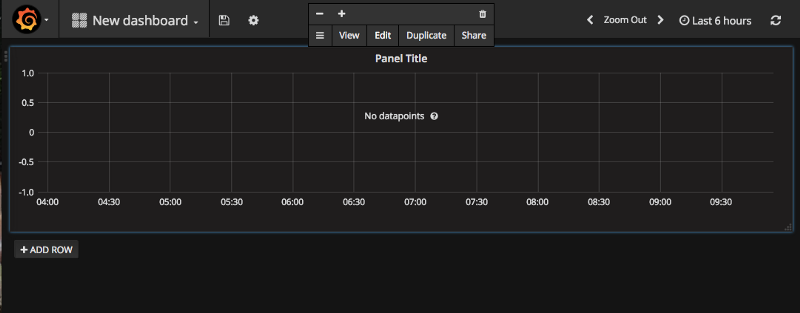 New dashboard
Zoom Out
Last 6 hours
View Edit Duplicate Share
Panel Title
1.0
0.5
0
-0.5
-1.0
No datapoints
04:00 04:30 05:00 05:30 06:00 06:30 07:00 07:30 08:00 08:30 09:00 09:30
+ ADD ROW